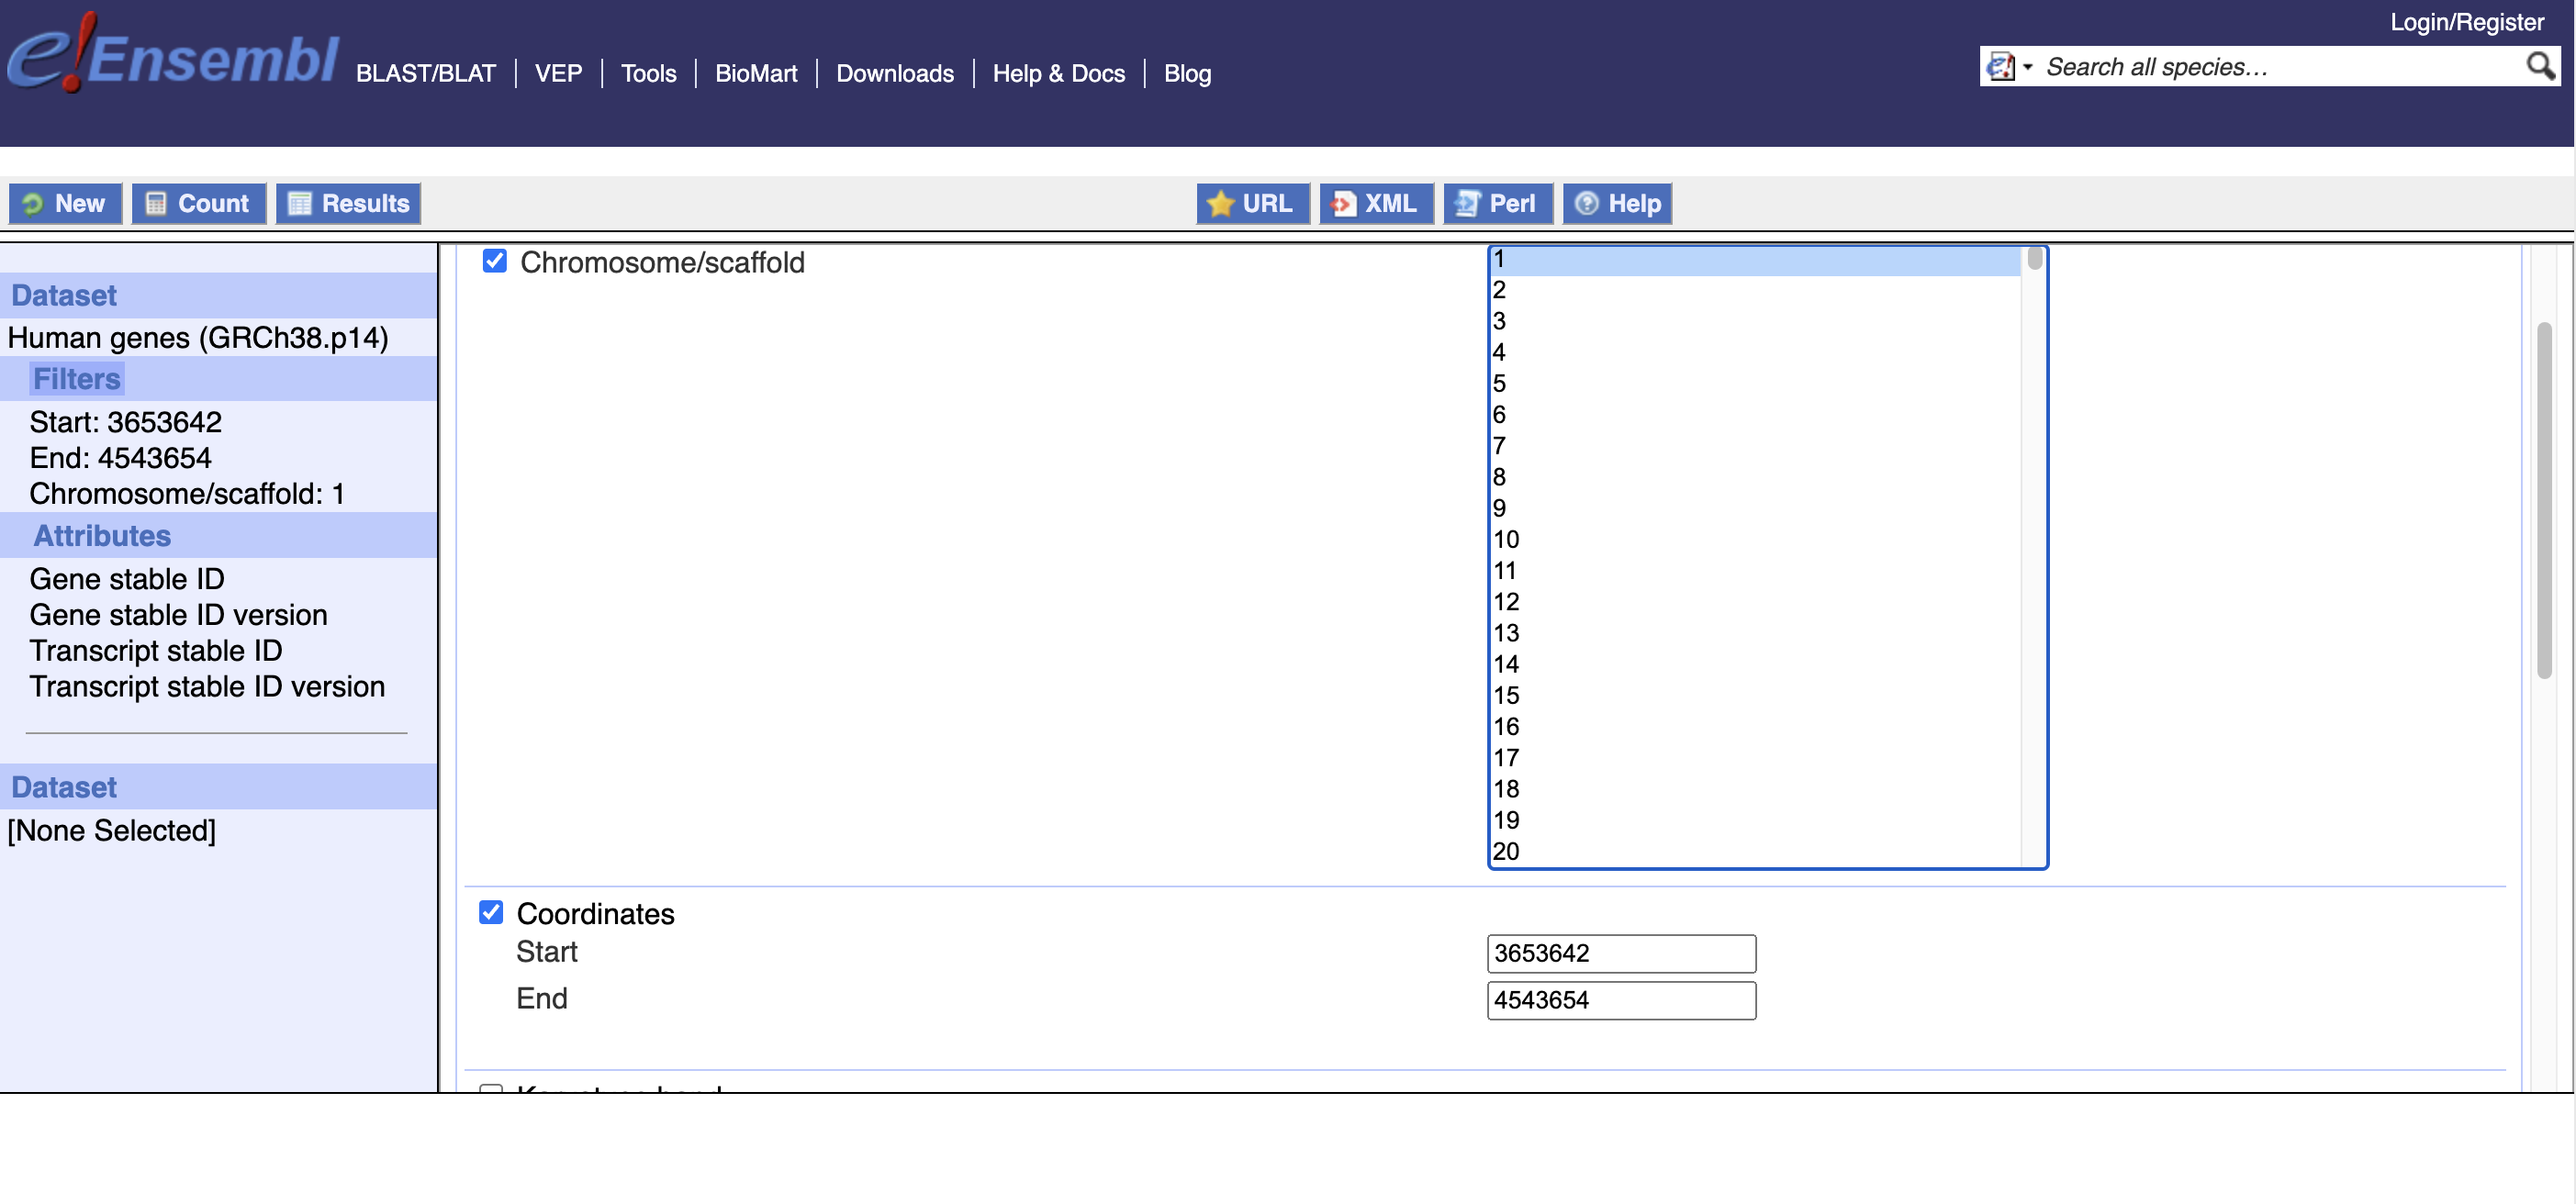 Login/Register
e!Ensembl BLAST/BLAT VEP Tools BioMart Downloads Help & Docs Blog
Search all species...
New Count Results URL XML Perl Help
Dataset
Human genes (GRCh38.p14)
Filters
Start: 3653642
End: 4543654
Chromosome/scaffold: 1
Attributes
Gene stable ID
Gene stable ID version
Transcript stable ID
Transcript stable ID version
Dataset
[None Selected]
Chromosome/scaffold
1
2
3
4
5
6
7
8
9
10
11
12
13
14
15
16
17
18
19
20
Coordinates
Start 3653642
End 4543654